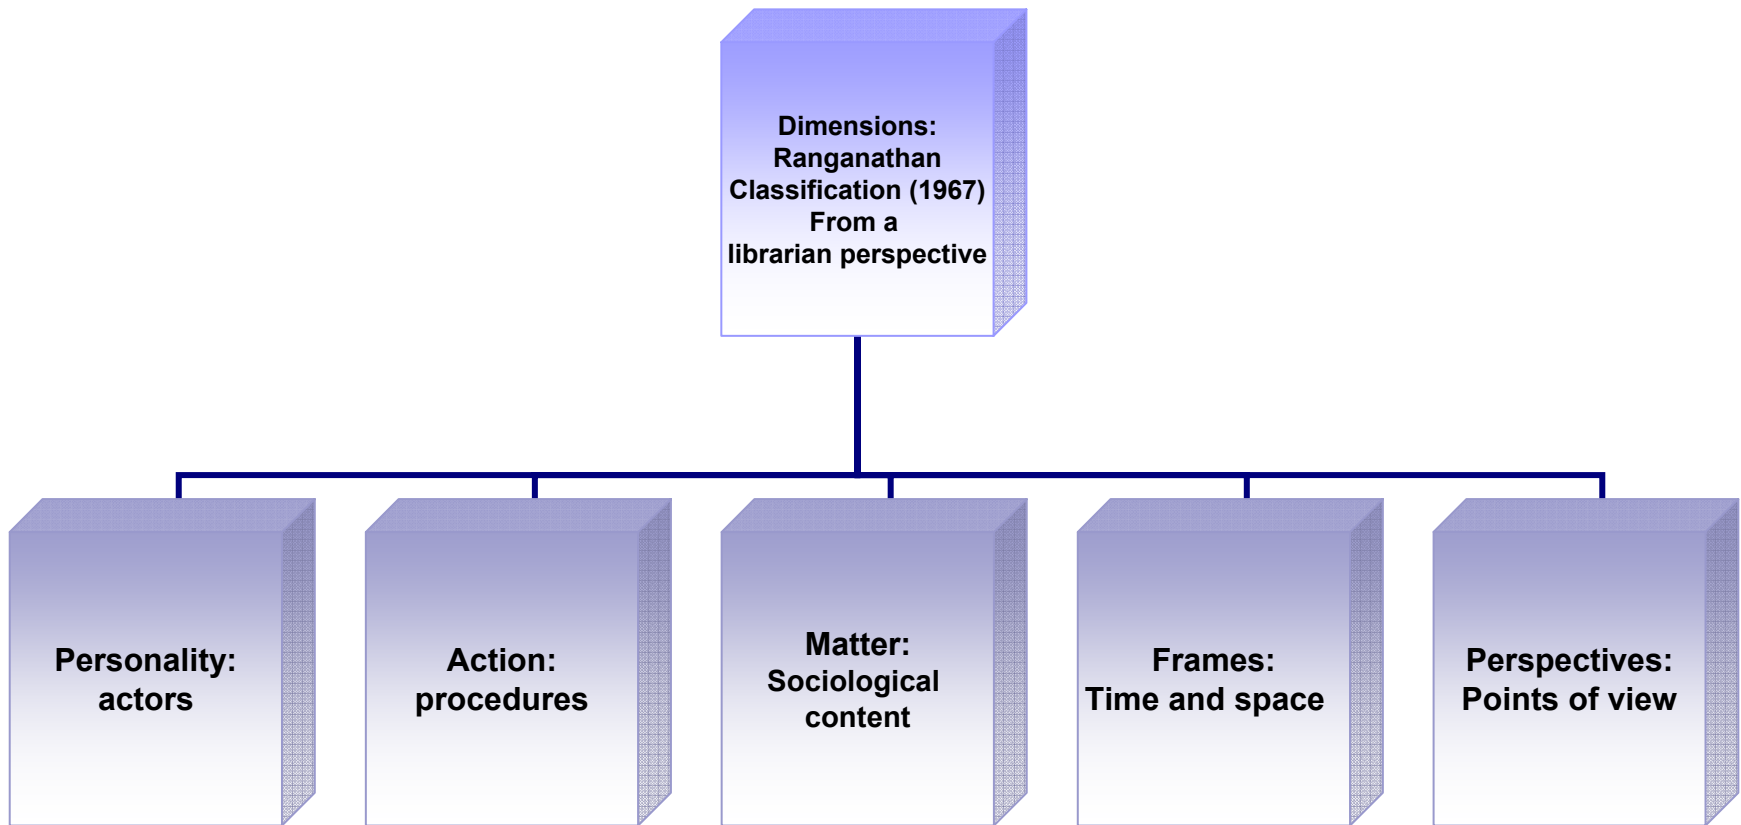 Dimensions:
Ranganathan
Classification (1967)
From a
librarian perspective
Personality:
actors
Action:
procedures
Matter:
Sociological
content
Frames:
Time and space
Perspectives:
Points of view